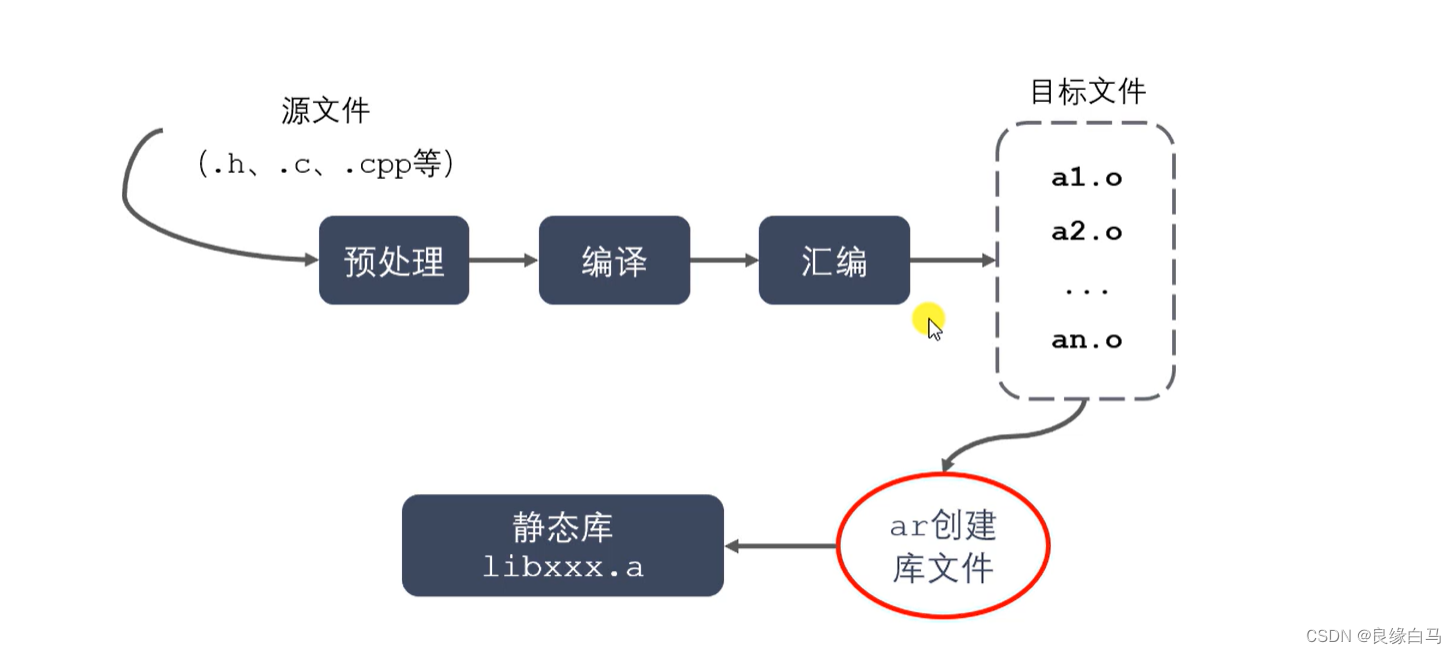 源文件
(.h、.c、.cpp等)
预处理
编译
汇编
目标文件
a1.o
a2.o
...
an.o
ar创建
库文件
静态库
libxxx.a
CSDN @良缘白马